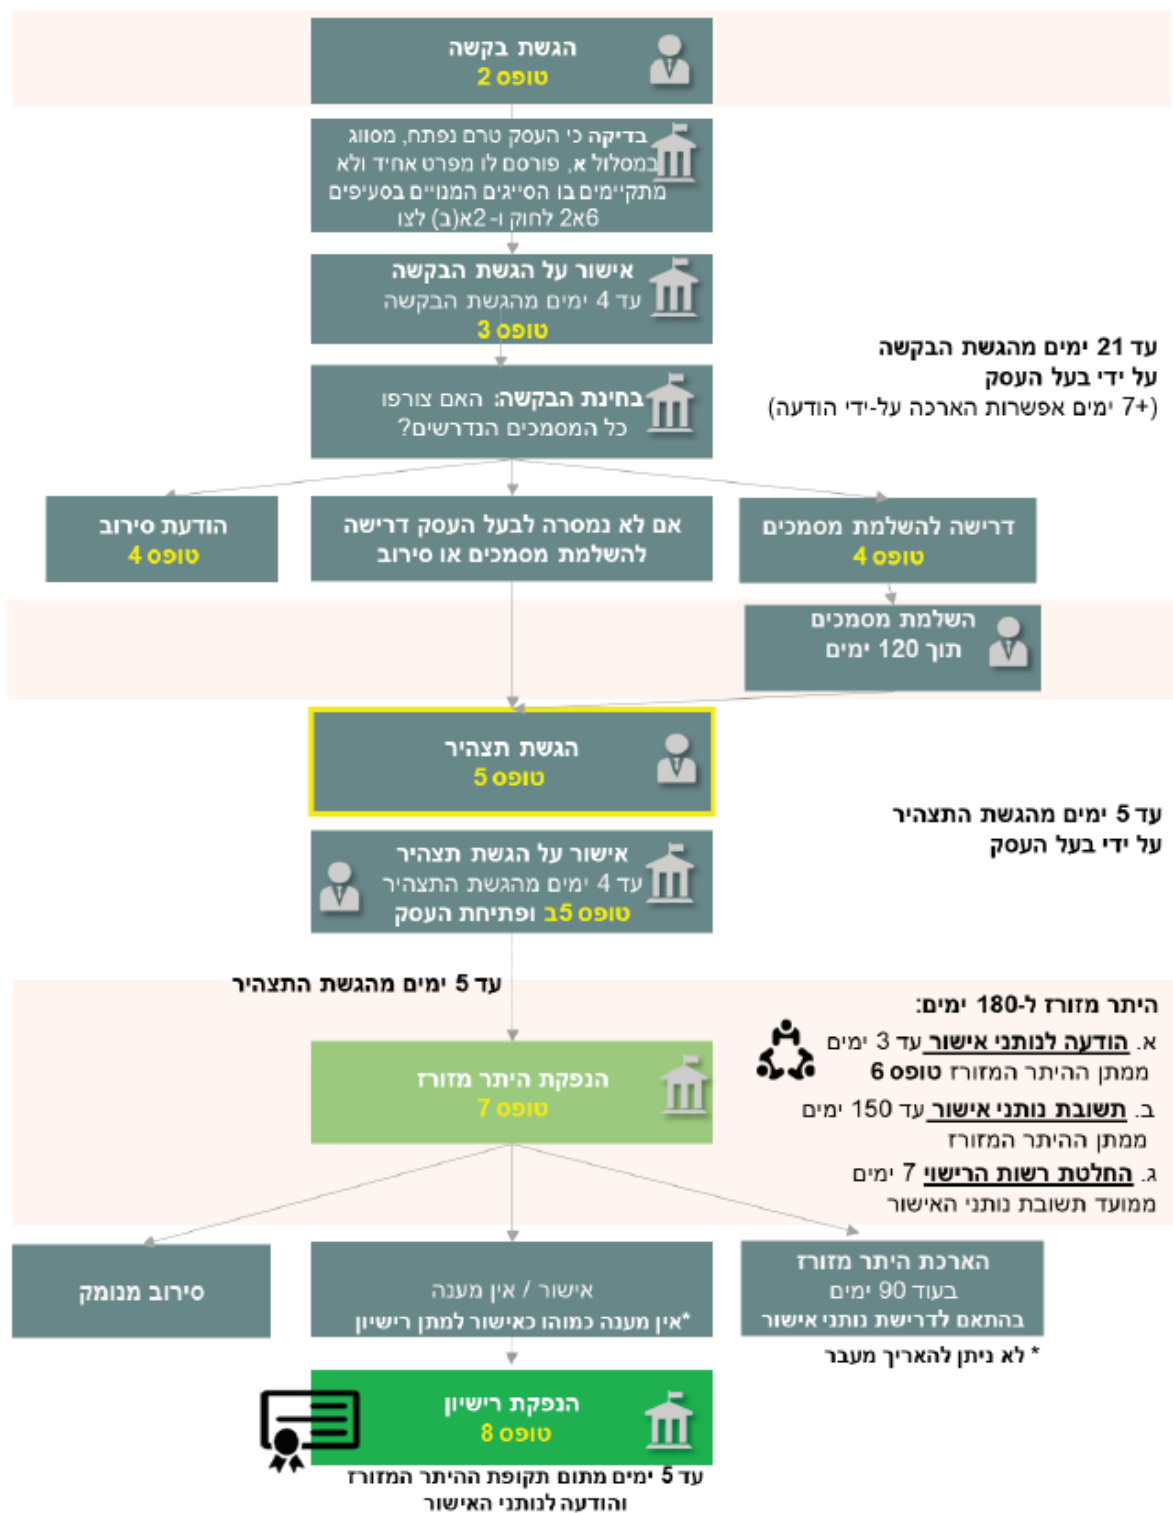 הגשת בקשה
טופס 2
בדיקה כי העסק טרם נפתח, מסווג
במסלול א, פורסם לו מפרט אחיד ולא
מתקיימים בו הסייגים המנויים בסעיפים
6א2 לחוק ו- 2א(ב) לצו
אישור על הגשת הבקשה
עד 4 ימים מהגשת הבקשה
טופס 3
עד 21 ימים מהגשת הבקשה
על ידי בעל העסק
(+7 ימים אפשרות הארכה על-ידי הודעה)
בחינת הבקשה: האם צורפו
כל המסמכים הנדרשים?
דרישה להשלמת מסמכים
טופס 4
אם לא נמסרה לבעל העסק דרישה
להשלמת מסמכים או סירוב
הודעת סירוב
טופס 4
השלמת מסמכים
תוך 120 ימים
הגשת תצהיר
טופס 5
עד 5 ימים מהגשת התצהיר
על ידי בעל העסק
אישור על הגשת תצהיר
עד 4 ימים מהגשת התצהיר
טופס 5ב ופתיחת העסק
עד 5 ימים מהגשת התצהיר
היתר מזורז ל-180 ימים:
א. הודעה לנותני אישור עד 3 ימים
ממתן ההיתר המזורז טופס 6
ב. תשובת נותני אישור עד 150 ימים
ממתן ההיתר המזורז
ג. החלטת רשות הרישוי 7 ימים
ממועד תשובת נותני האישור
הנפקת היתר מזורז
טופס 7
הארכת היתר מזורז
בעוד 90 ימים
בהתאם לדרישת נותני אישור
* לא ניתן להאריך מעבר
אישור / אין מענה
*אין מענה כמוהו כאישור למתן רישיון
סירוב מנומק
הנפקת רישיון
טופס 8
עד 5 ימים מתום תקופת ההיתר המזורז
והודעה לנותני האישור